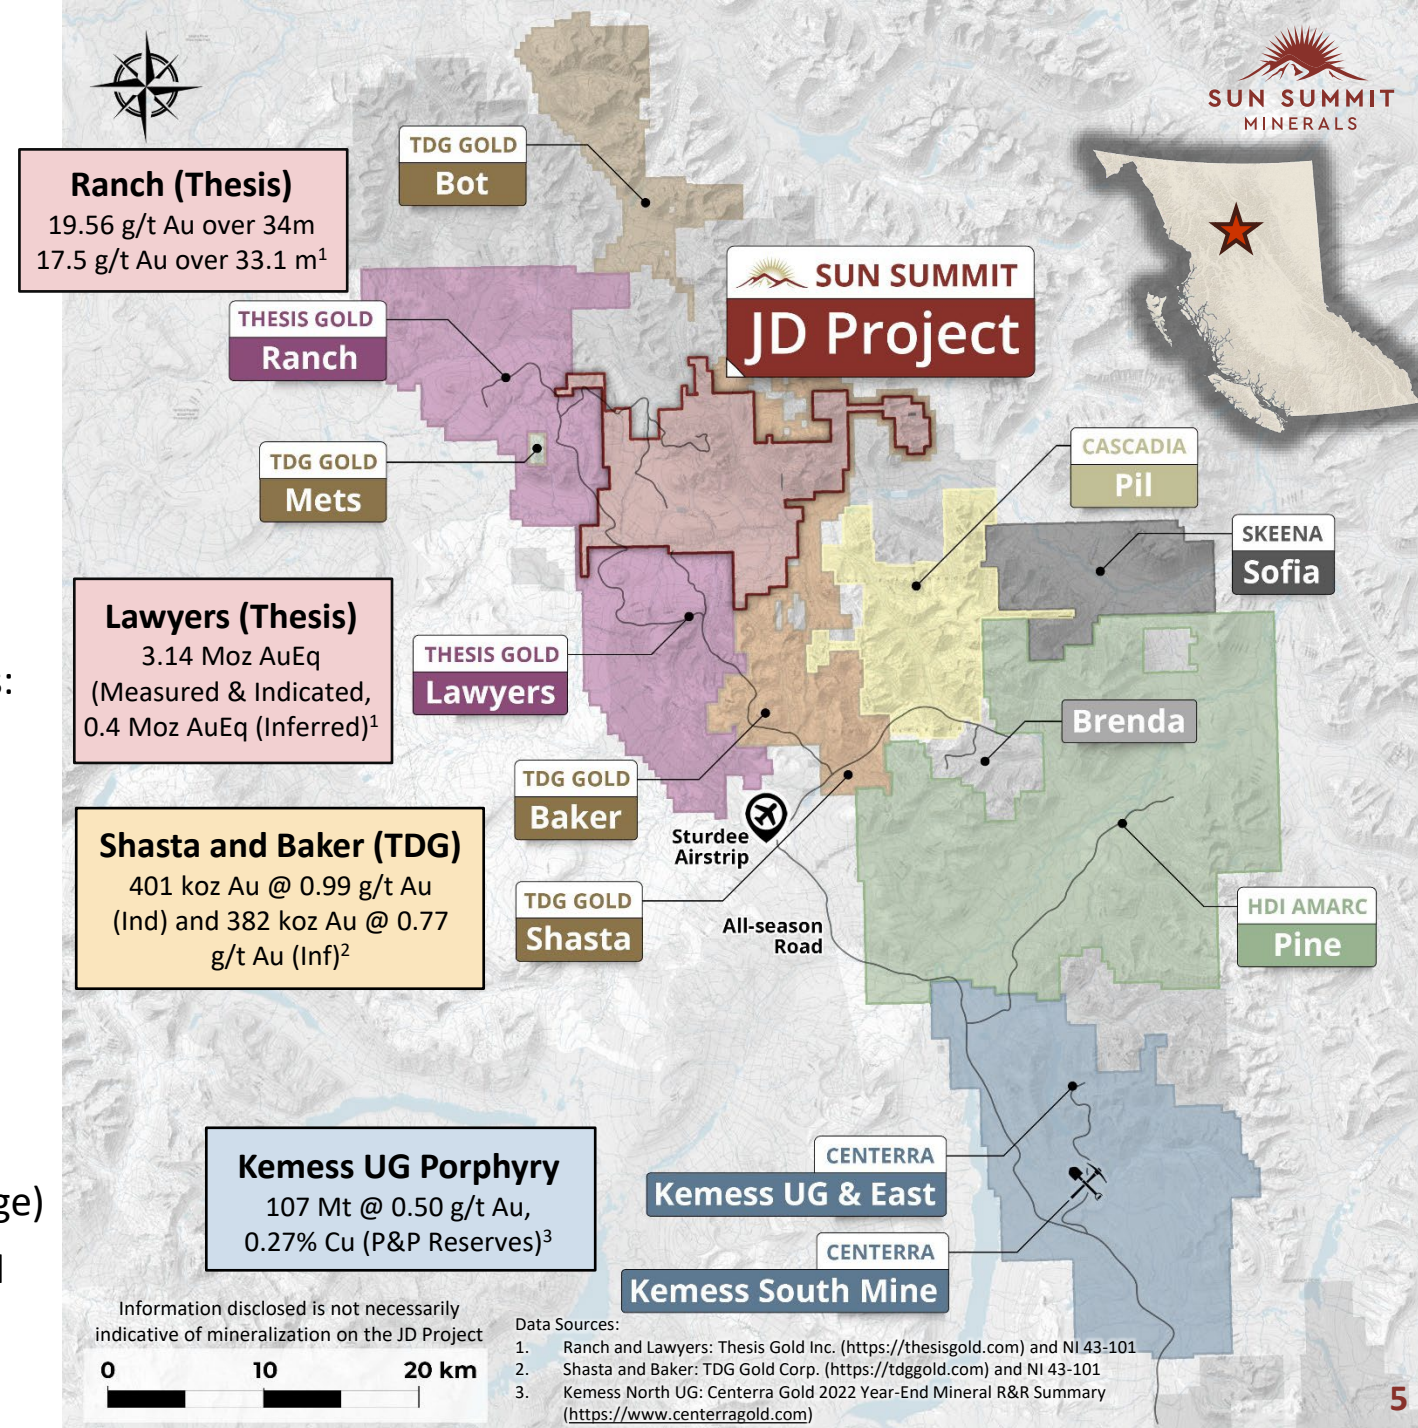 SUN SUMMIT
MINERALS
TDG GOLD
Bot
Ranch (Thesis)
19.56 g/t Au over 34m
17.5 g/t Au over 33.1 m¹
SUN SUMMIT
JD Project
THESIS GOLD
Ranch
TDG GOLD
Mets
CASCADIA
Pil
SKEENA
Sofia
Lawyers (Thesis)
3.14 Moz AuEq
(Measured & Indicated,
0.4 Moz AuEq (Inferred)¹
s:
THESIS GOLD
Lawyers
Brenda
TDG GOLD
Baker
Sturdee
Airstrip
Shasta and Baker (TDG)
401 koz Au @ 0.99 g/t Au
(Ind) and 382 koz Au @ 0.77
g/t Au (Inf)²
TDG GOLD
Shasta
All-season
Road
HDI AMARC
Pine
Kemess UG Porphyry
107 Mt @ 0.50 g/t Au,
0.27% Cu (P&P Reserves)³
ge)
CENTERRA
Kemess UG & East
CENTERRA
Kemess South Mine
Information disclosed is not necessarily
indicative of mineralization on the JD Project
0 10 20 km
Data Sources:
1. Ranch and Lawyers: Thesis Gold Inc. (https://thesisgold.com) and NI 43-101
2. Shasta and Baker: TDG Gold Corp. (https://tdggold.com) and NI 43-101
3. Kemess North UG: Centerra Gold 2022 Year-End Mineral R&R Summary
(https://www.centerragold.com)
5